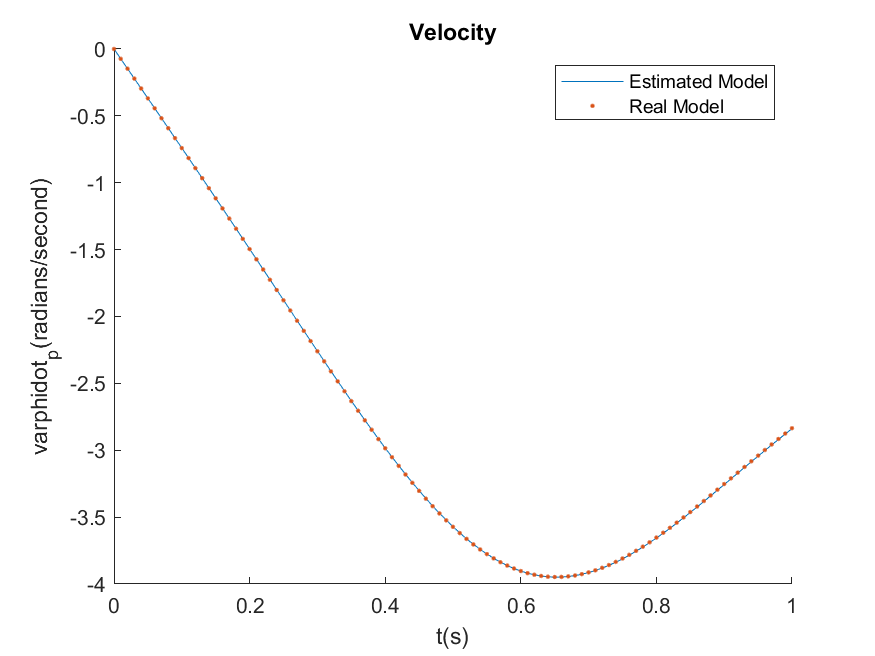 Velocity
Estimated Model
Real Model
0
-0.5
-1
-1.5
-2
-2.5
-3
-3.5
-4
varphidot_p(radians/second)
0 0.2 0.4 0.6 0.8 1
t(s)